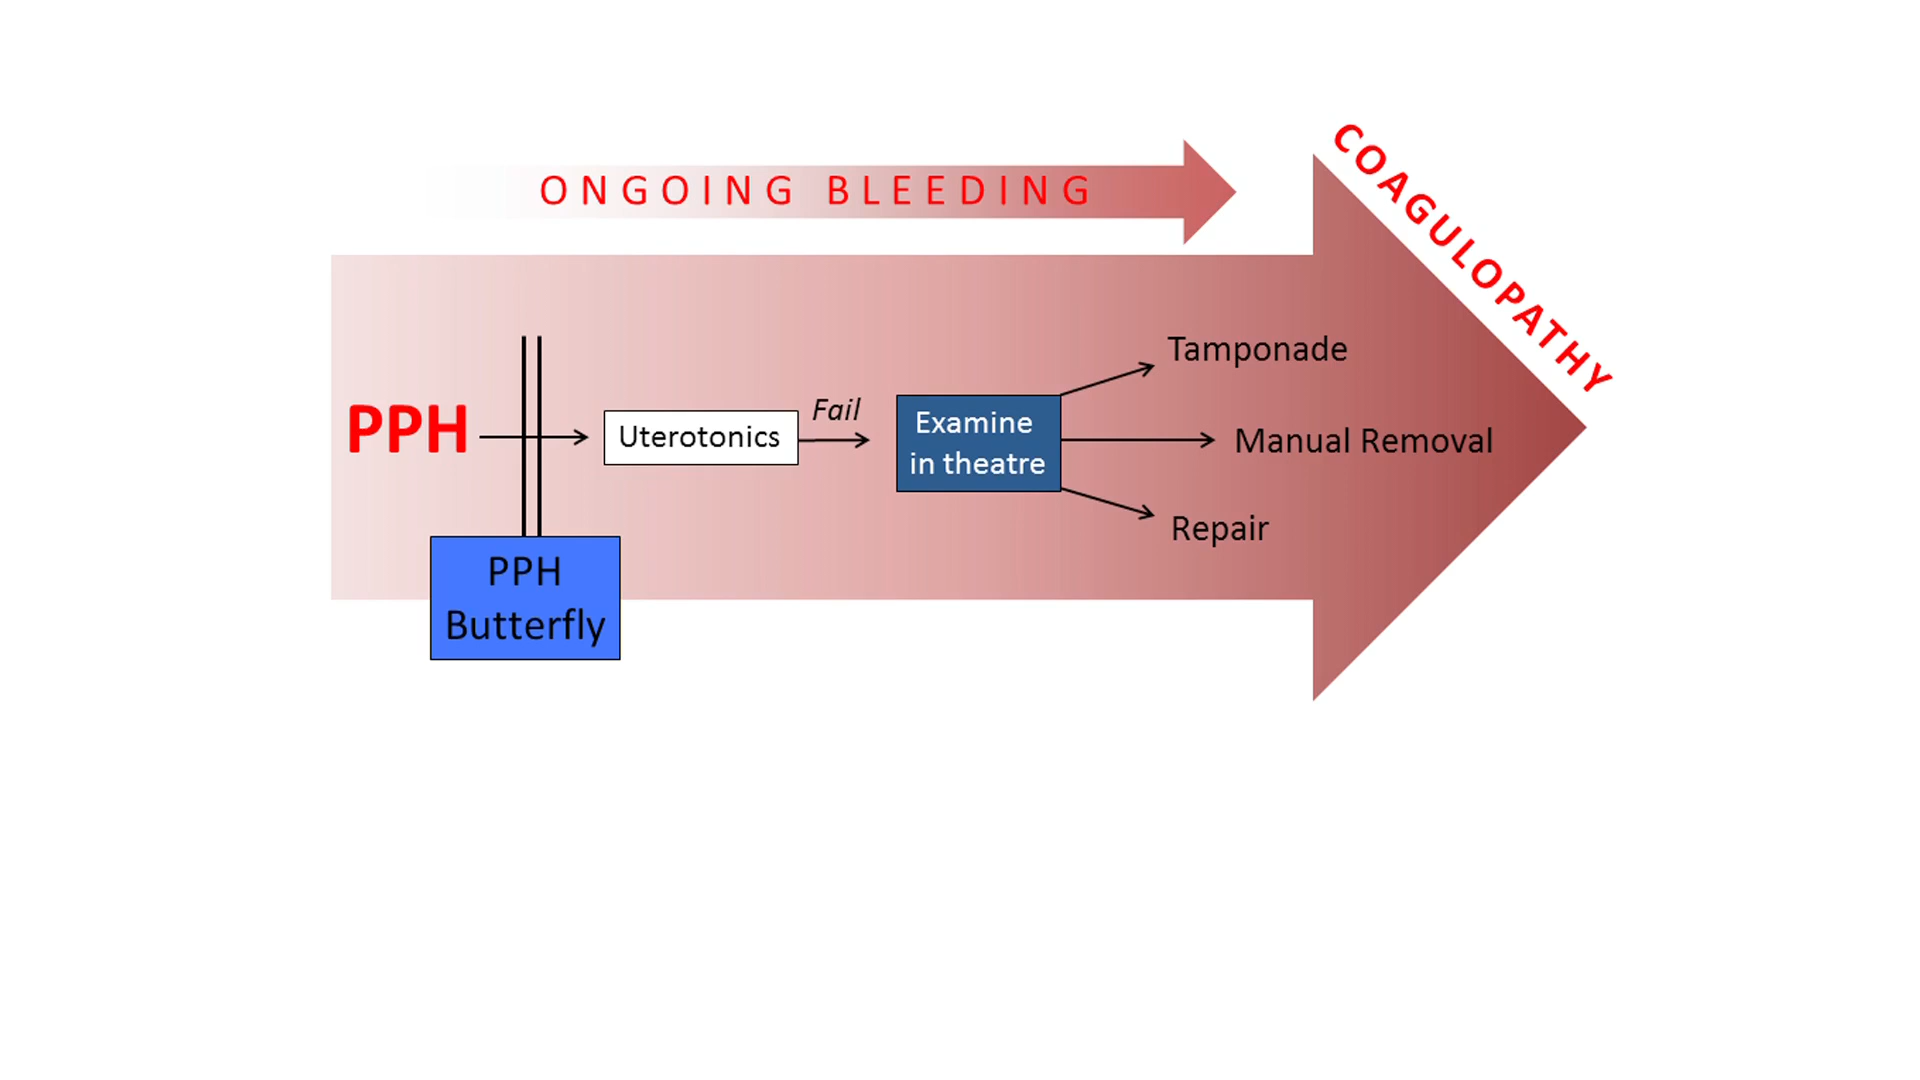 ONGOING BLEEDING
COAGULOPATHY
PPH
Uterotonics
Fail
Examine
in theatre
Tamponade
Manual Removal
Repair
PPH
Butterfly